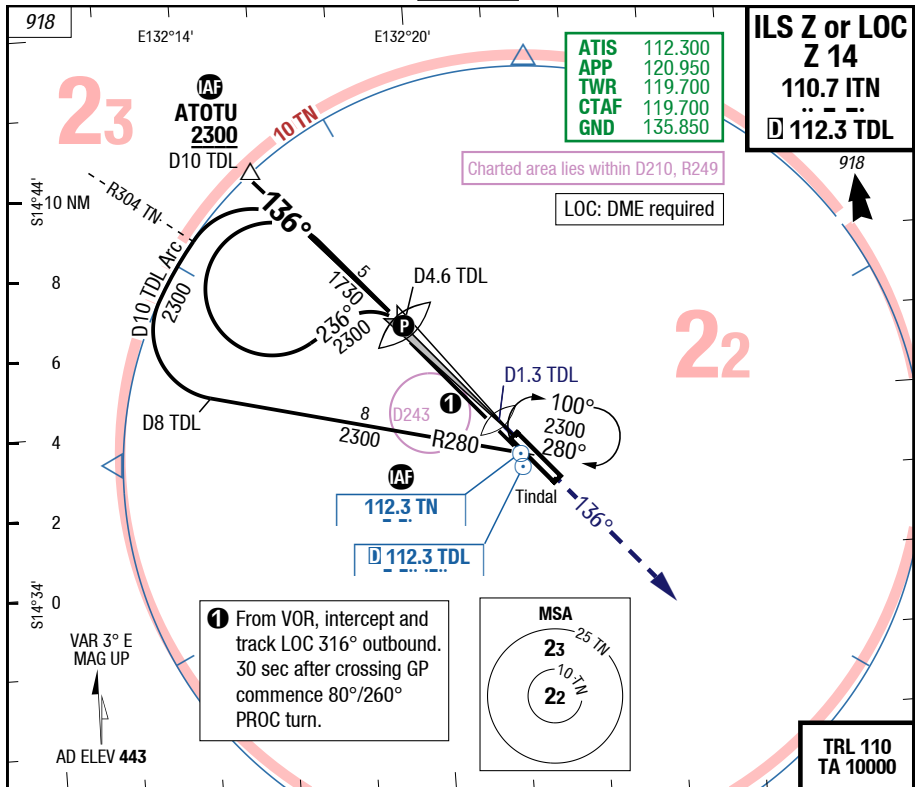 918
E132°14'
E132°20'
ILS Z or LOC
Z 14
110.7 ITN
D 112.3 TDL
ATIS 112.300
APP 120.950
TWR 119.700
CTAF 119.700
GND 135.850
23
IAF
ATOTU
2300
D10 TDL
10 TN
Charted area lies within D210, R249
918
LOC: DME required
S14°44'
10 NM
R304 TN
136°
D10 TDL Arc
2300
5
1730
D4.6 TDL
8
236°
2300
P
22
6
D1.3 TDL
D243
1
100°
2300
280°
D8 TDL
8
2300
R280
4
IAF
Tindal
112.3 TN
136°
2
D 112.3 TDL
S14°34'
0
1 From VOR, intercept and
track LOC 316° outbound.
30 sec after crossing GP
commence 80°/260°
PROC turn.
MSA
25 TN
23
10 TN
22
VAR 3° E
MAG UP
AD ELEV 443
TRL 110
TA 10000